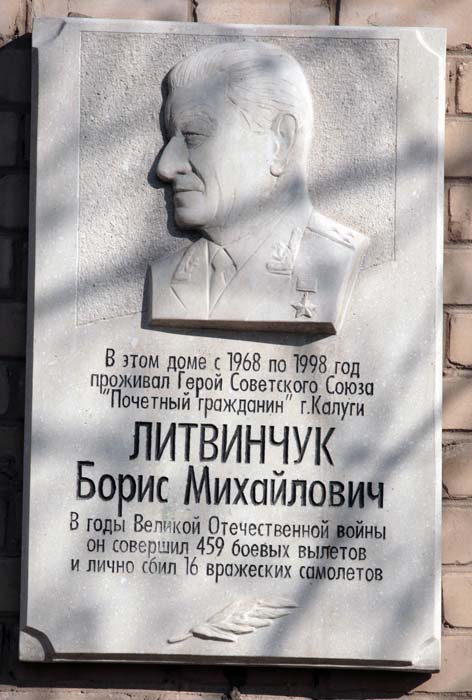 В этом доме с 1968 по 1998 год
проживал Герой Советского Союза
"Почетный гражданин" г.Калуги
ЛИТВИНЧУК
Борис Михайлович
В годы Великой Отечественной войны
он совершил 459 боевых вылетов
и лично сбил 16 вражеских самолетов